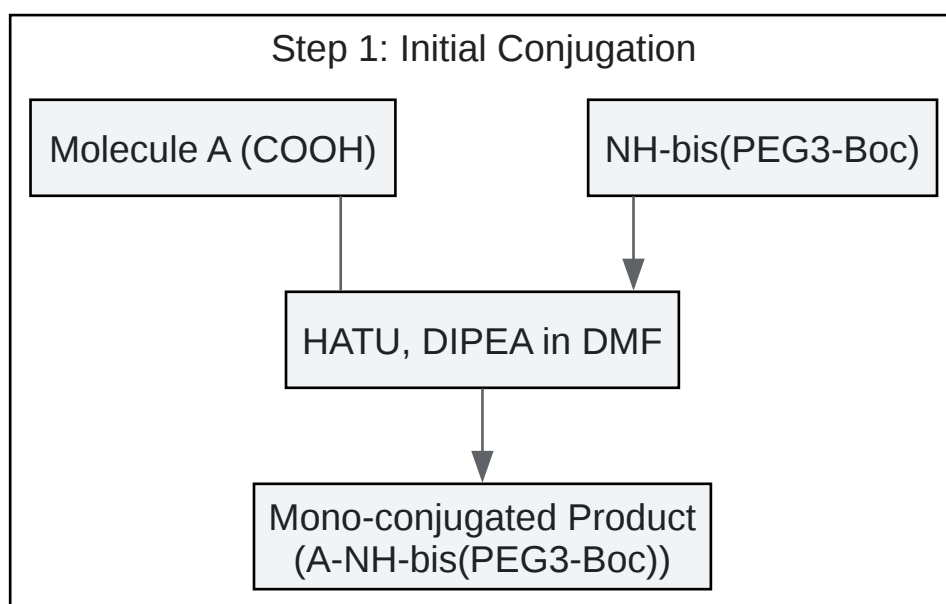 Step 1: Initial Conjugation
Molecule A (COOH)
NH-bis(PEG3-Boc)
HATU, DIPEA in DMF
Mono-conjugated Product
(A-NH-bis(PEG3-Boc))